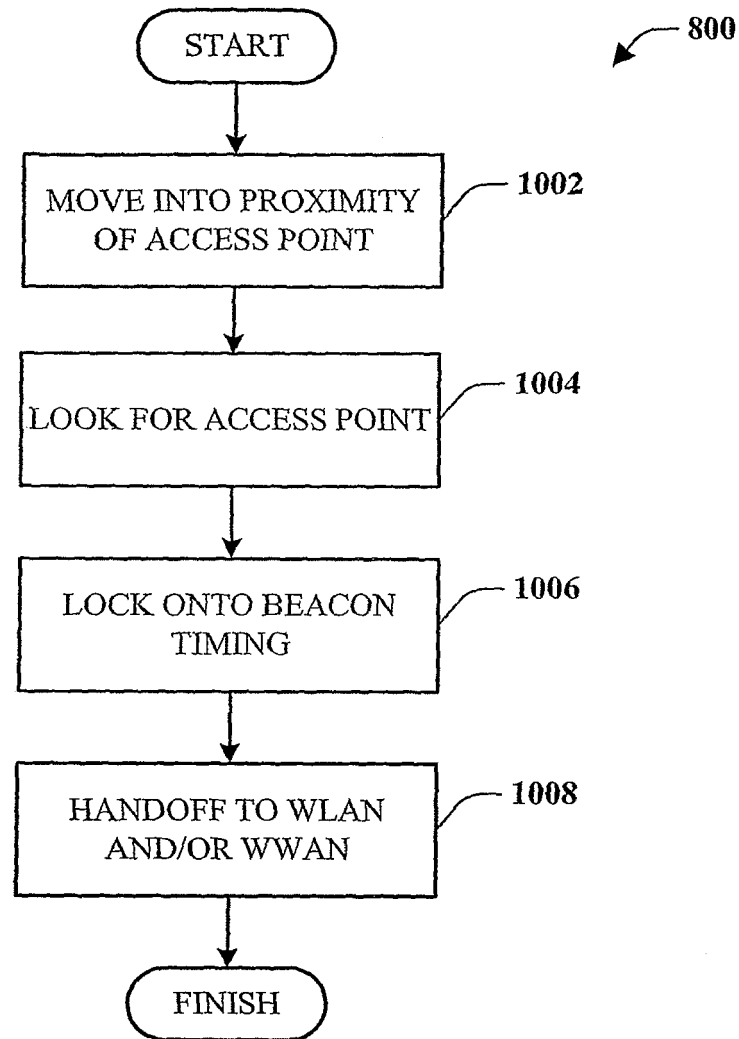 START
800
MOVE INTO PROXIMITY
OF ACCESS POINT
1002
LOOK FOR ACCESS POINT
1004
LOCK ONTO BEACON
TIMING
1006
HANDOFF TO WLAN
AND/OR WWAN
1008
FINISH